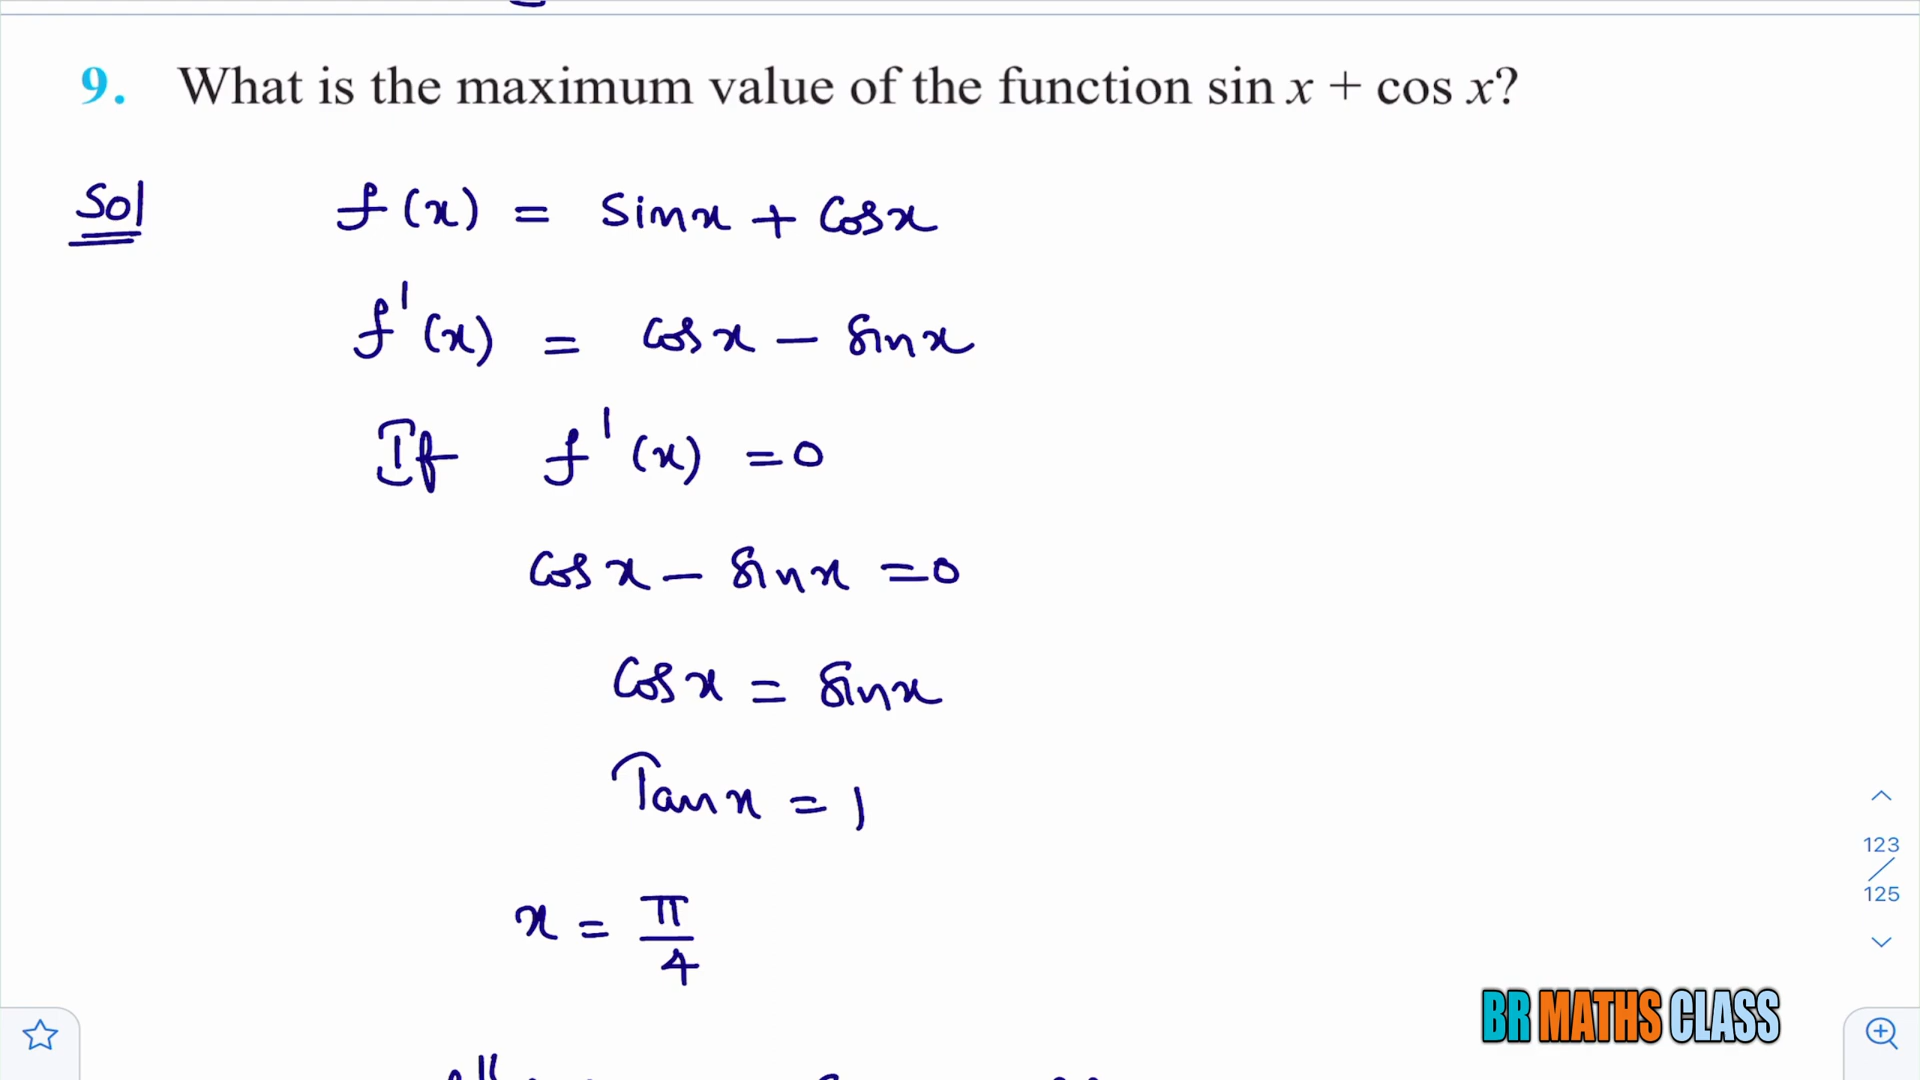 9. What is the maximum value of the function sin x + cos x?
Sol f(x) = Sinx + Cosx
f'(x) = Cosx - Sinx
If f'(x) = 0
Cosx - Sinx = 0
Cosx = Sinx
Tanx = 1
x = π/4
123
/
125
BR MATHS CLASS